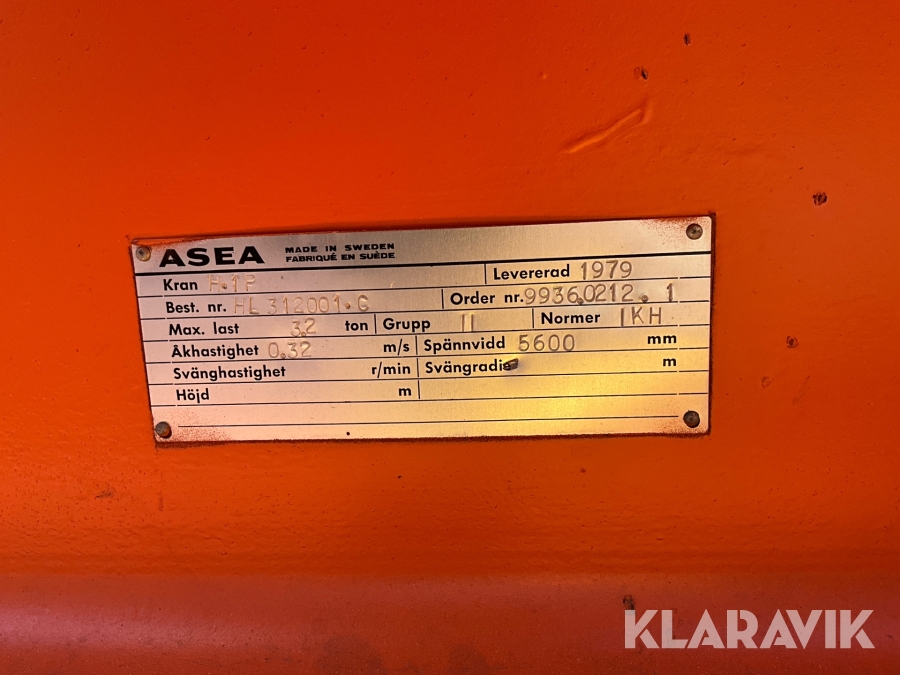 ASEA MADE IN SWEDEN
FABRIQUÉ EN SUÈDE
Kran H.1P Levererad 1979
Best. nr. HL 312001.C Order nr. 9936.0212.1
Max. last 3,2 ton Grupp II Normer IKH
Åkhastighet 0,32 m/s Spännvidd 5600 mm
Svänghastighet r/min Svängradie m
Höjd m
KLARAVIK